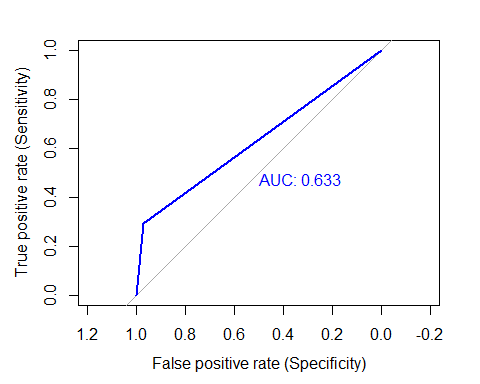 True positive rate (Sensitivity)
1.0
0.8
0.6
0.4
0.2
0.0
AUC: 0.633
1.2 1.0 0.8 0.6 0.4 0.2 0.0 -0.2
False positive rate (Specificity)